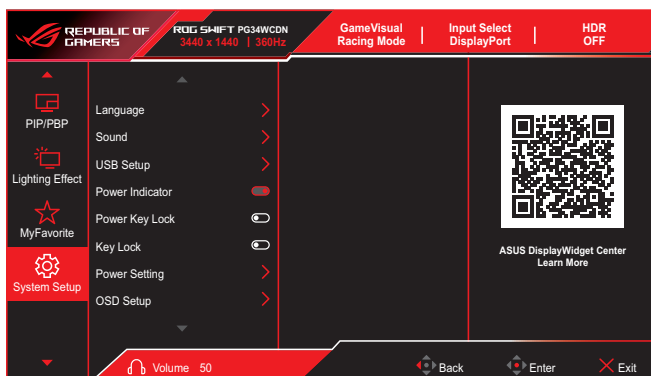 REPUBLIC OF
GAMERS
ROG SWIFT PG34WCDN
3440 x 1440 | 360Hz
GameVisual
Racing Mode
Input Select
DisplayPort
HDR
OFF
PIP/PBP
Lighting Effect
MyFavorite
System Setup
Language
Sound
USB Setup
Power Indicator
Power Key Lock
Key Lock
Power Setting
OSD Setup
ASUS DisplayWidget Center
Learn More
Volume 50
Back
Enter
Exit